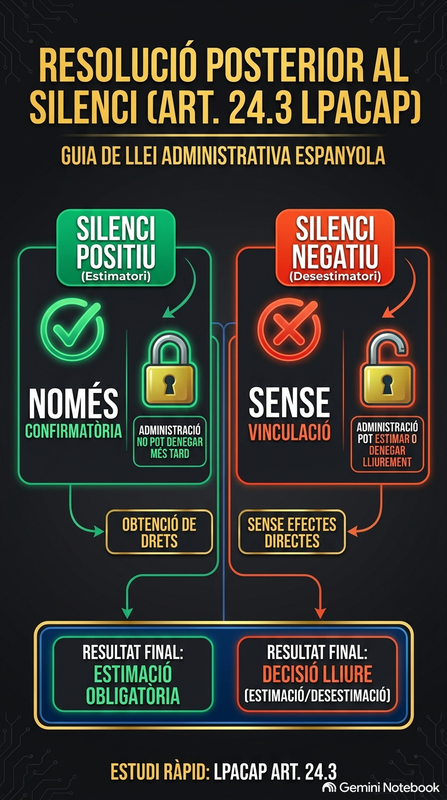 RESOLUCIÓ POSTERIOR AL
SILENCI (ART. 24.3 LPACAP)
GUIA DE LLEI ADMINISTRATIVA ESPANYOLA
SILENCI
POSITIU
(Estimatori)
NOMÉS
CONFIRMATÒRIA
ADMINISTRACIÓ
NO POT DENEGAR
MÉS TARD
SILENCI
NEGATIU
(Desestimatori)
SENSE
VINCULACIÓ
ADMINISTRACIÓ
POT ESTIMAR O
DENEGAR
LLIUREMENT
OBTENCIÓ DE
DRETS
SENSE EFECTES
DIRECTES
RESULTAT FINAL:
ESTIMACIÓ
OBLIGATÒRIA
RESULTAT FINAL:
DECISIÓ LLIURE
(ESTIMACIÓ/DESESTIMACIÓ)
ESTUDI RÀPID: LPACAP ART. 24.3
Gemini Notebook